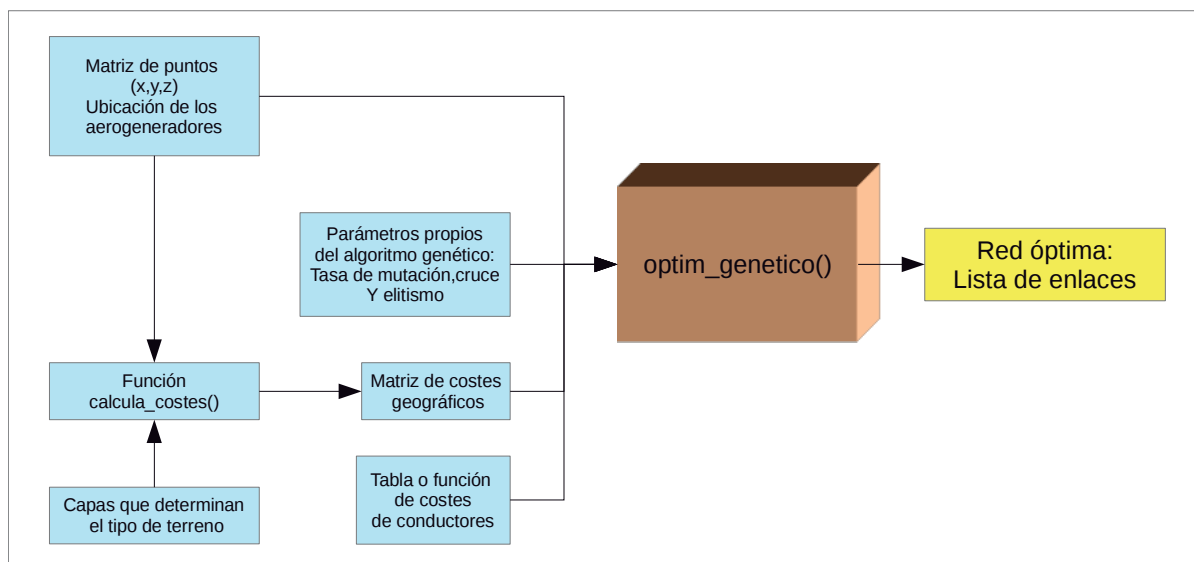 Matriz de puntos
(x,y,z)
Ubicación de los
aerogeneradores
Parámetros propios
del algoritmo genético:
Tasa de mutación,cruce
Y elitismo
optim_genetico()
Red óptima:
Lista de enlaces
Función
calcula_costes()
Matriz de costes
geográficos
Capas que determinan
el tipo de terreno
Tabla o función
de costes
de conductores